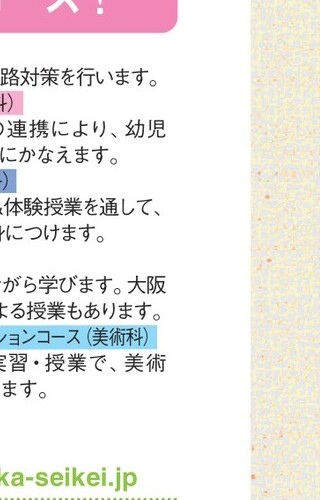 ース！
路対策を行います。
科）
の連携により、幼児
にかなえます。
）
体験授業を通して、
身につけます。
ながら学びます。大阪
よる授業もあります。
ションコース（美術科）
実習・授業で、美術
ます。
ka-seikei.jp